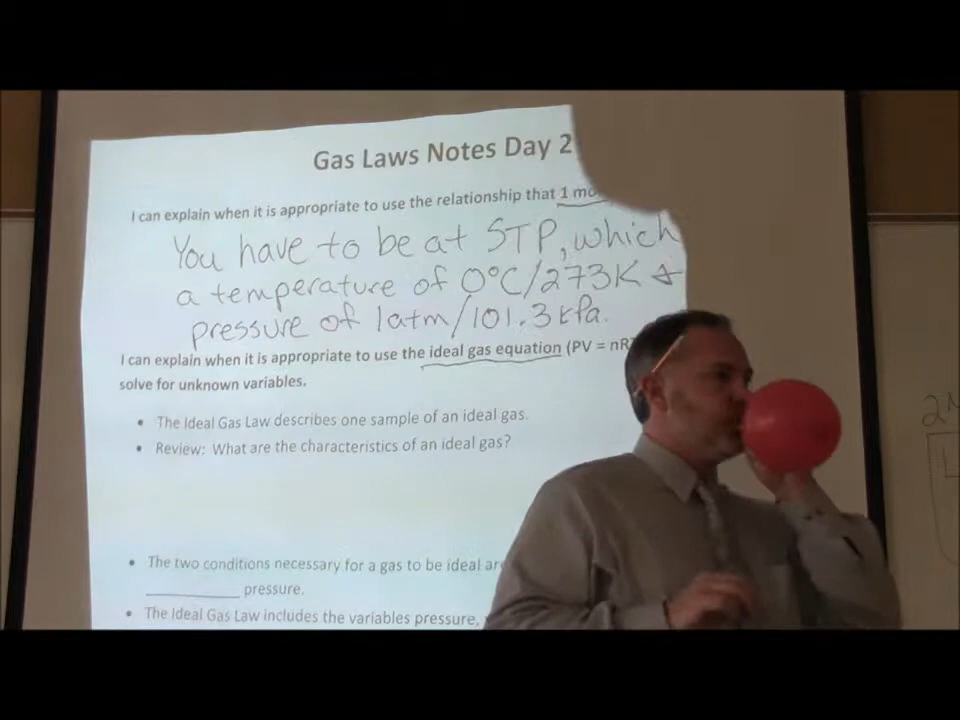 Gas Laws Notes Day 2
I can explain when it is appropriate to use the relationship that 1
You have to be at STP, which
a temperature of 0°C/273K &
pressure of 1atm/101.3kPa.
I can explain when it is appropriate to use the ideal gas equation (PV =
solve for unknown variables.
• The Ideal Gas Law describes one sample of an ideal gas.
• Review: What are the characteristics of an ideal gas?
• The two conditions necessary for a gas to be ideal
_________ pressure.
• The Ideal Gas Law includes the variables pressure,